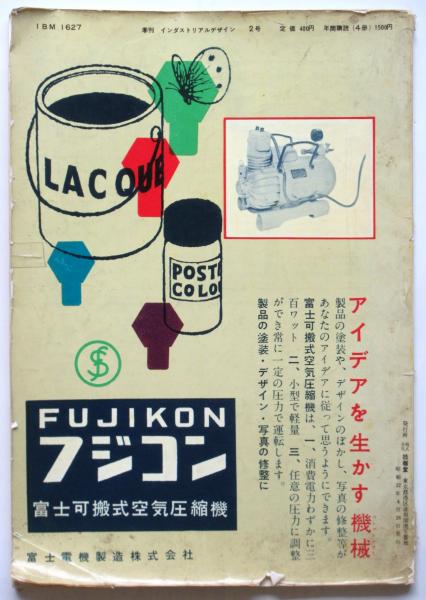 IBM 1627
季刊 インダストリアルデザイン 2号 定価 400円 年間購読(4冊)1500円
LACQUE
POSTE
COLOU
アイデアを生かす機械
製品の塗装や、デザインのぼかし、写真の修整等が
あなたのアイデアに従って思うようにできます。
富士可搬式空気圧縮機は、一、消費電力わずかに三
百ワット 二、小型で軽量 三、任意の圧力に調整
ができ常に一定の圧力で運転します。
製品の塗装・デザイン・写真の修整に
FUJIKON
フジコン
富士可搬式空気圧縮機
富士電機製造株式会社
発行所